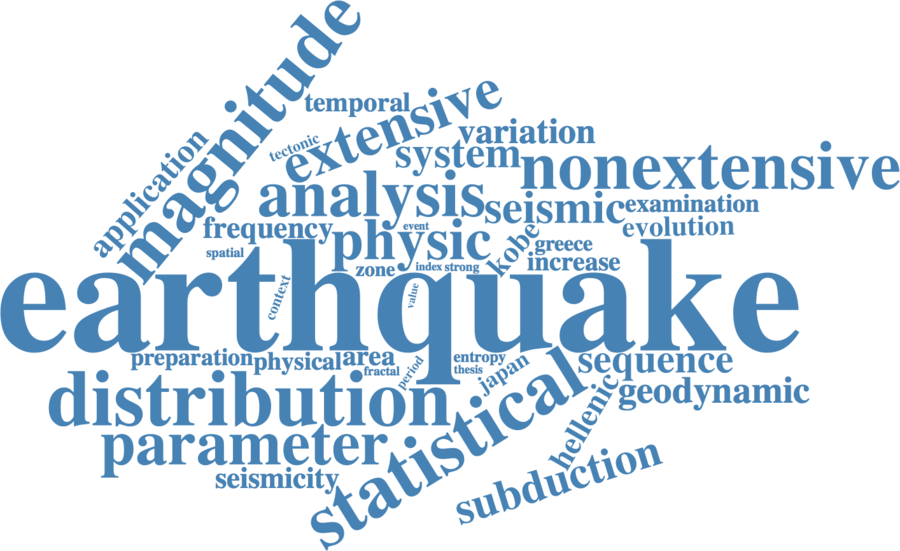 magnitude
temporal
extensive
variation
tectonic
system
nonextensive
application
analysis
seismic
examination
frequency
event
physic
evolution
kobe
greece
spatial
zone
index
strong
increase
earthquake
context
value
preparation
physical
area
fractal
period
entropy
thesis
japan
sequence
distribution
statistical
hellenic
geodynamic
parameter
seismicity
subduction